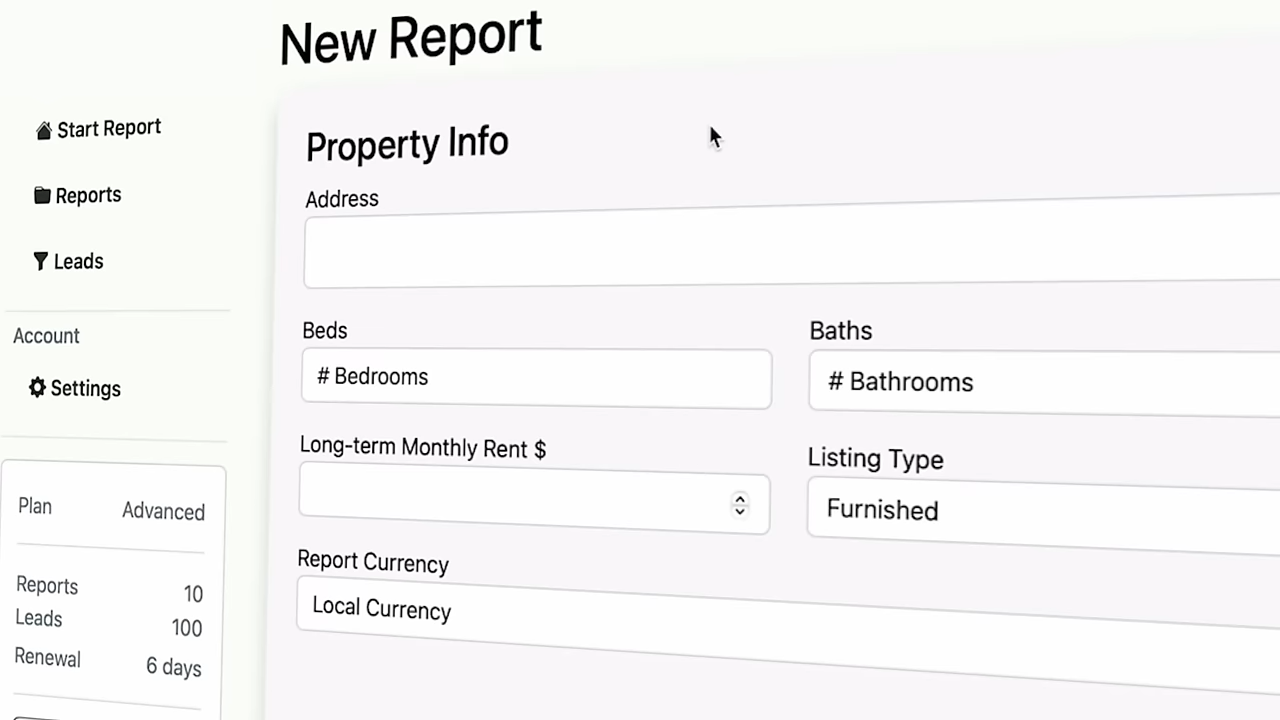 New Report
Start Report
Reports
Leads
Account
Settings
Plan Advanced
Reports 10
Leads 100
Renewal 6 days
Property Info
Address
Beds Baths
# Bedrooms # Bathrooms
Long-term Monthly Rent $ Listing Type
Furnished
Report Currency
Local Currency